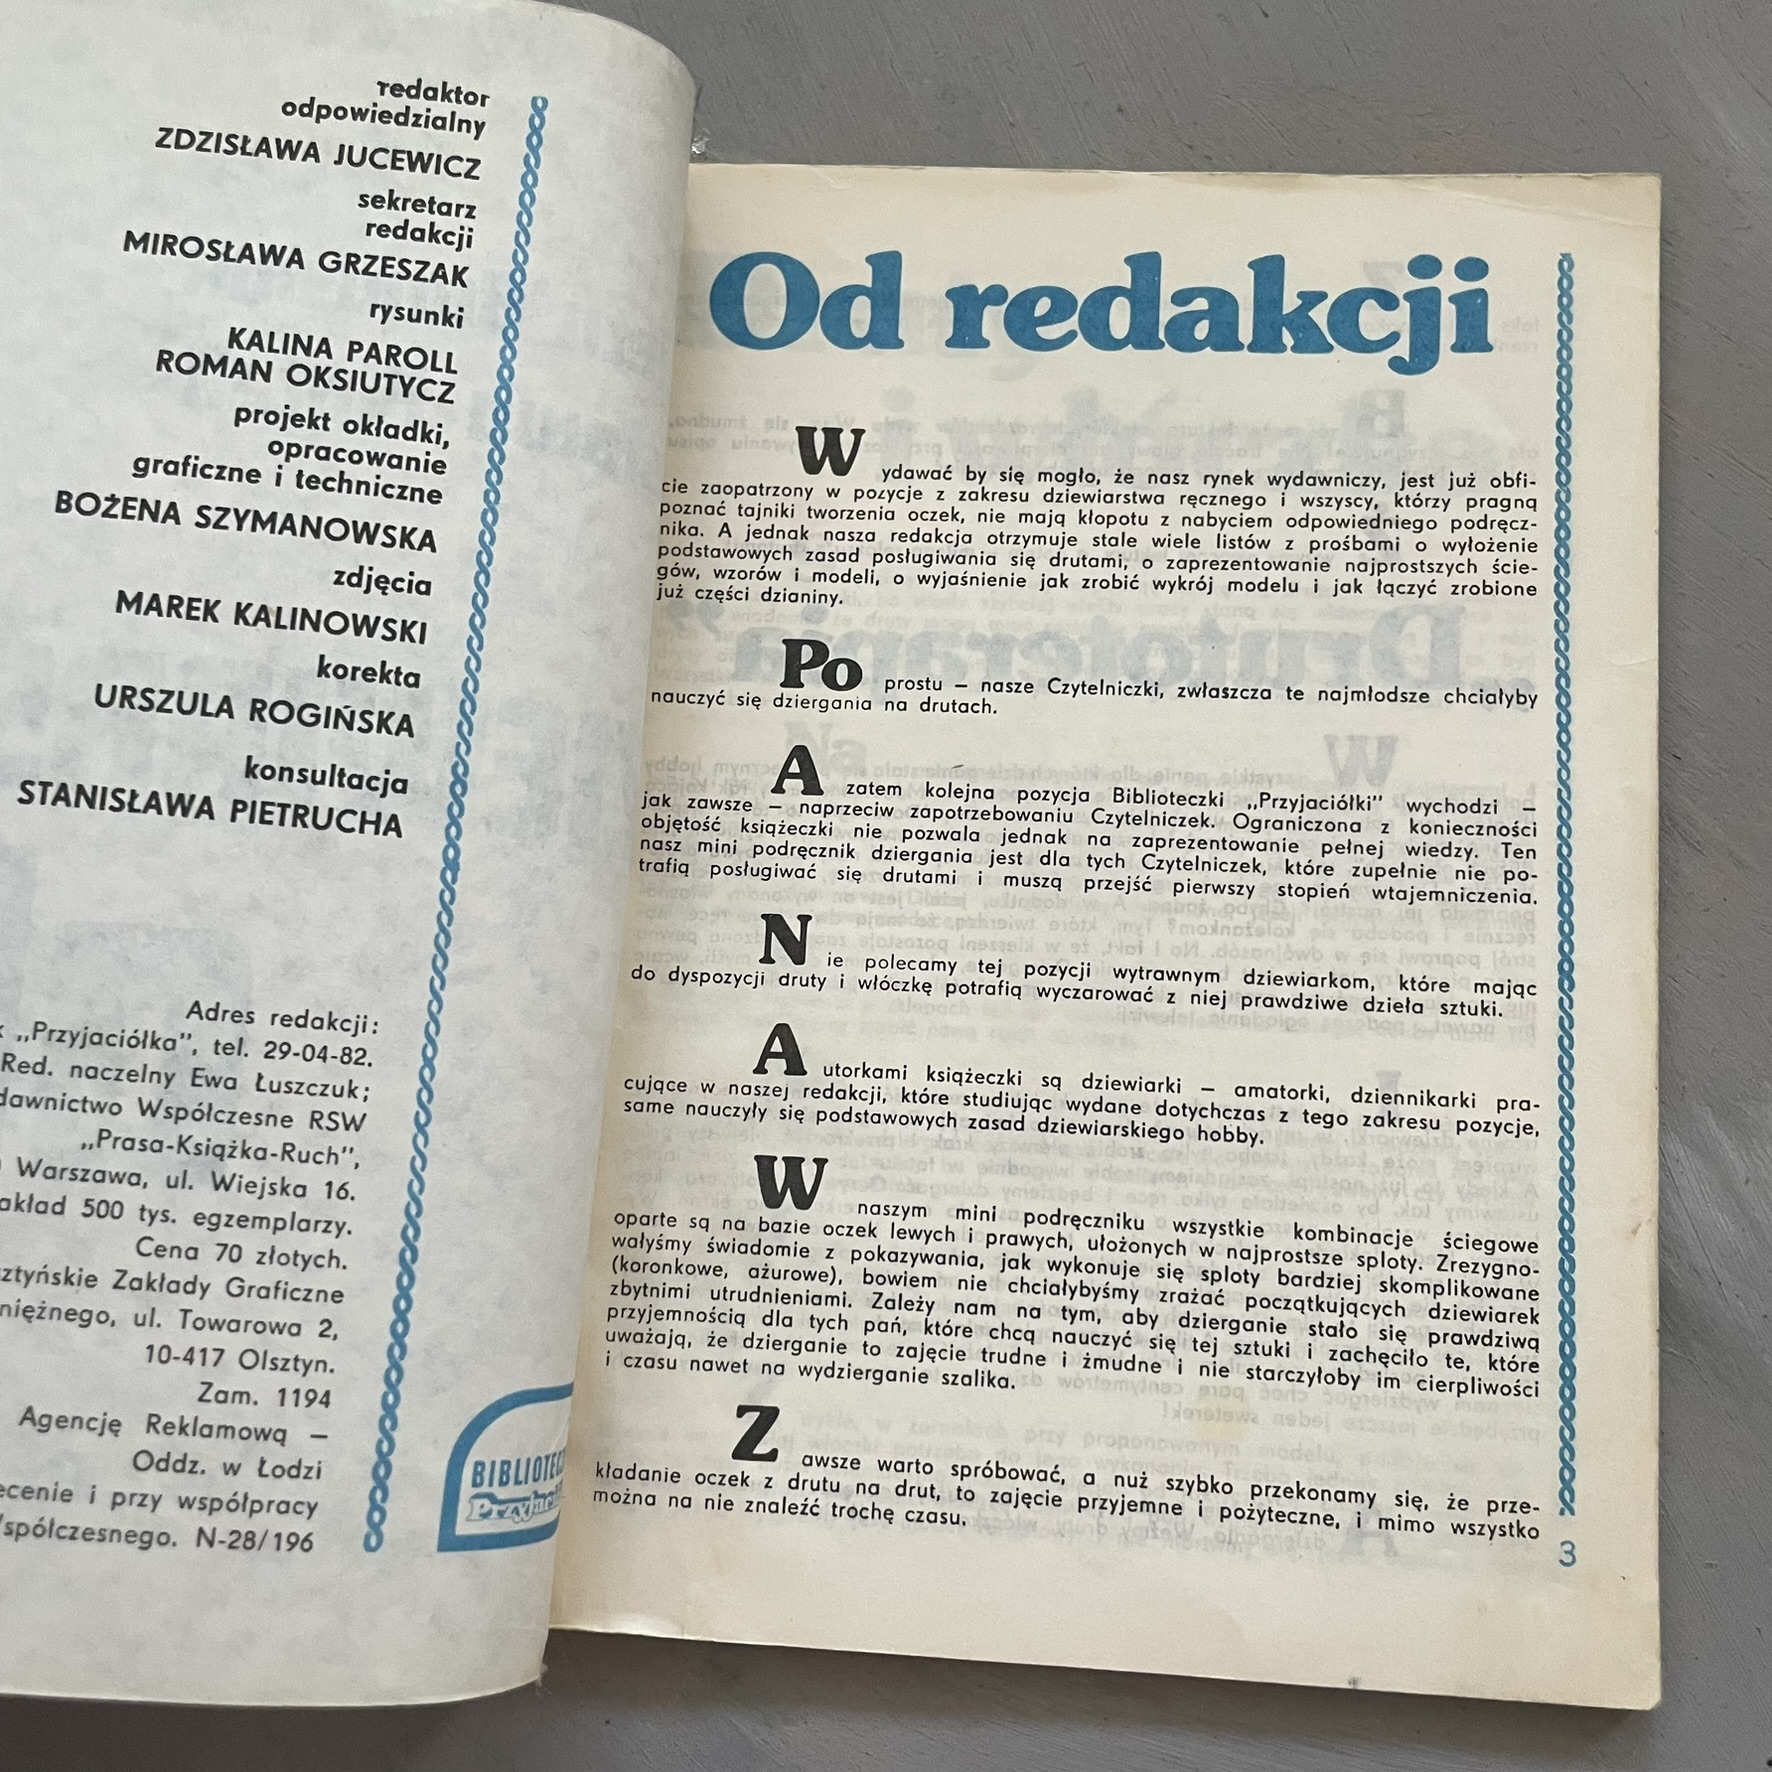 redaktor
odpowiedzialny
ZDZISŁAWA JUCEWICZ
sekretarz
redakcji
MIROSŁAWA GRZESZAK
rysunki
KALINA PAROLL
ROMAN OKSIUTYCZ
projekt okładki,
opracowanie
graficzne i techniczne
BOŻENA SZYMANOWSKA
zdjęcia
MAREK KALINOWSKI
korekta
URSZULA ROGIŃSKA
konsultacja
STANISŁAWA PIETRUCHA
Adres redakcji:
„Przyjaciółka”, tel. 29-04-82.
Red. naczelny Ewa Łuszczuk;
dawnictwo Współczesne RSW
„Prasa-Książka-Ruch”,
Warszawa, ul. Wiejska 16.
akład 500 tys. egzemplarzy.
Cena 70 złotych.
sztyńskie Zakłady Graficzne
niężnego, ul. Towarowa 2,
10-417 Olsztyn.
Zam. 1194
Agencję Reklamową –
Oddz. w Łodzi
ecenie i przy współpracy
Współczesnego. N-28/196
BIBLIOTEC
Przyjaciół
Od redakcji
Wydawać by się mogło, że nasz rynek wydawniczy, jest już obfi-
cie zaopatrzony w pozycje z zakresu dziewiarstwa ręcznego i wszyscy, którzy pragną
poznać tajniki tworzenia oczek, nie mają kłopotu z nabyciem odpowiedniego podręcz-
nika. A jednak nasza redakcja otrzymuje stale wiele listów z prośbami o wyłożenie
podstawowych zasad posługiwania się drutami, o zaprezentowanie najprostszych ście-
gów, wzorów i modeli, o wyjaśnienie jak zrobić wykrój modelu i jak łączyć zrobione
już części dzianiny.
Po prostu – nasze Czytelniczki, zwłaszcza te najmłodsze chciałyby
nauczyć się dziergania na drutach.
A zatem kolejna pozycja Biblioteczki „Przyjaciółki” wychodzi –
jak zawsze – naprzeciw zapotrzebowaniu Czytelniczek. Ograniczona z konieczności
objętość książeczki nie pozwala jednak na zaprezentowanie pełnej wiedzy. Ten
nasz mini podręcznik dziergania jest dla tych Czytelniczek, które zupełnie nie po-
trafią posługiwać się drutami i muszą przejść pierwszy stopień wtajemniczenia.
Nie polecamy tej pozycji wytrawnym dziewiarkom, które mając
do dyspozycji druty i włóczkę potrafią wyczarować z niej prawdziwe dzieła sztuki.
Autorkami książeczki są dziewiarki – amatorki, dziennikarki pra-
cujące w naszej redakcji, które studiując wydane dotychczas z tego zakresu pozycje,
same nauczyły się podstawowych zasad dziewiarskiego hobby.
W naszym mini podręczniku wszystkie kombinacje ściegowe
oparte są na bazie oczek lewych i prawych, ułożonych w najprostsze sploty. Zrezygno-
wałyśmy świadomie z pokazywania, jak wykonuje się sploty bardziej skomplikowane
(koronkowe, ażurowe), bowiem nie chciałybyśmy zrażać początkujących dziewiarek
zbytnimi utrudnieniami. Zależy nam na tym, aby dzierganie stało się prawdziwą
przyjemnością dla tych pań, które chcą nauczyć się tej sztuki i zachęciło te, które
uważają, że dzierganie to zajęcie trudne i żmudne i nie starczyłoby im cierpliwości
i czasu nawet na wydzierganie szalika.
Zawsze warto spróbować, a nuż szybko przekonamy się, że prze-
kładanie oczek z drutu na drut, to zajęcie przyjemne i pożyteczne, i mimo wszystko
można na nie znaleźć trochę czasu.
3